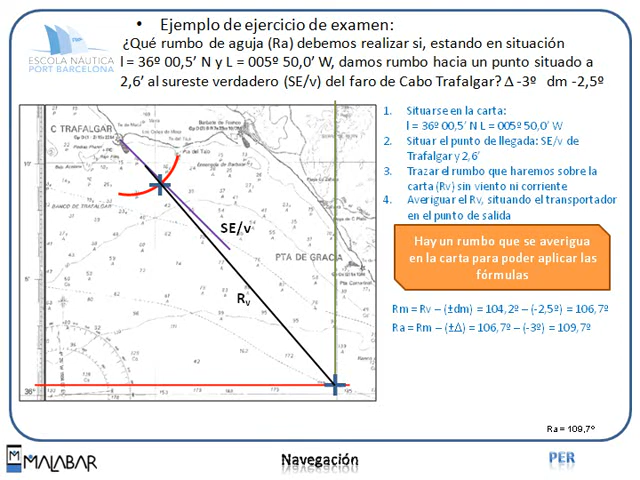 • Ejemplo de ejercicio de examen:
¿Qué rumbo de aguja (Ra) debemos realizar si, estando en situación
l = 36º 00,5’ N y L = 005º 50,0’ W, damos rumbo hacia un punto situado a
2,6’ al sureste verdadero (SE/v) del faro de Cabo Trafalgar? Δ -3º dm -2,5º
ESCOLA NÀUTICA
PORT BARCELONA
C TRAFALGAR
BANCO DE TRAFALGAR
SE/v
PTA DE GRACIA
Rv
36°
1. Situarse en la carta:
l = 36º 00,5’ N L = 005º 50,0’ W
2. Situar el punto de llegada: SE/v de
Trafalgar y 2,6’
3. Trazar el rumbo que haremos sobre la
carta (Rv) sin viento ni corriente
4. Averiguar el Rv, situando el transportador
en el punto de salida
Hay un rumbo que se averigua
en la carta para poder aplicar las
fórmulas
Rm = Rv – (±dm) = 104,2º – (-2,5º) = 106,7º
Ra = Rm – (±Δ) = 106,7º – (-3º) = 109,7º
Ra = 109,7º
MALABAR
Navegación
PER